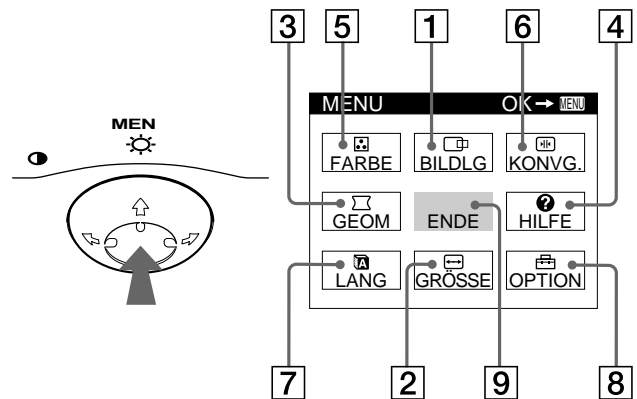 3 5 1 6 4
MEN
MENU OK→ MENU
FARBE BILDLG KONVG.
GEOM ENDE HILFE
LANG GRÖSSE OPTION
7 2 9 8